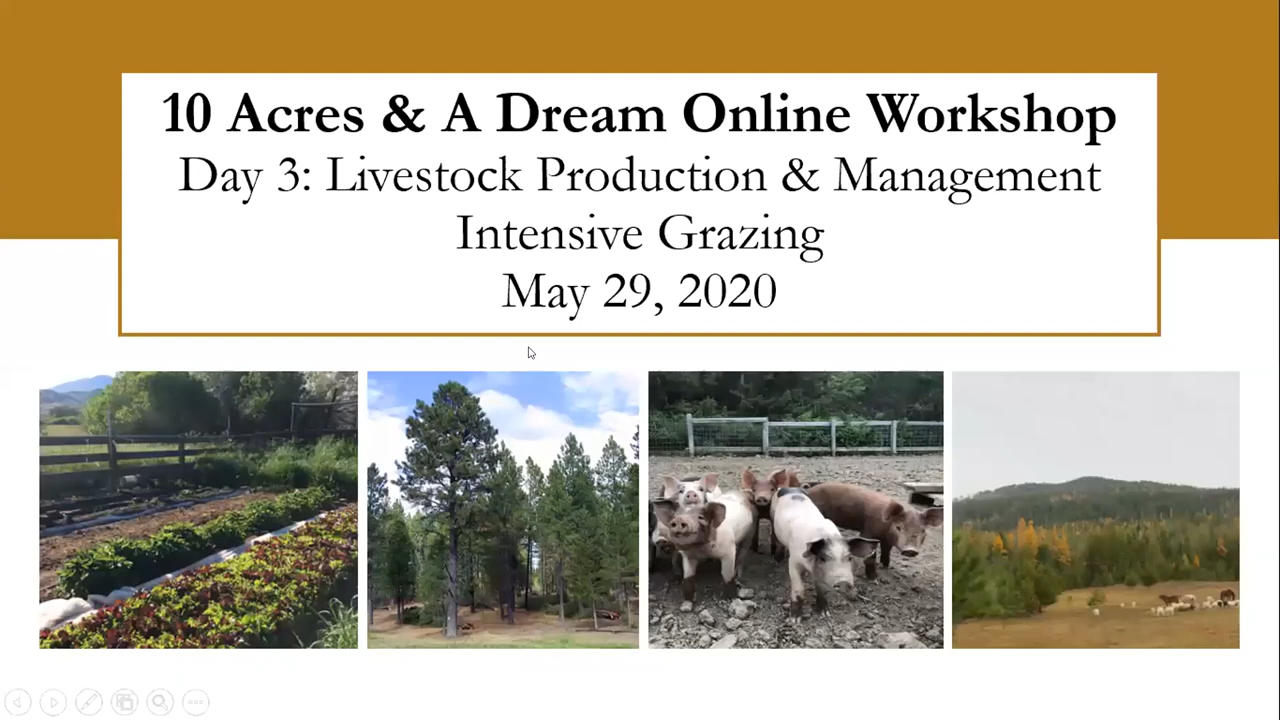 10 Acres & A Dream Online Workshop
Day 3: Livestock Production & Management
Intensive Grazing
May 29, 2020